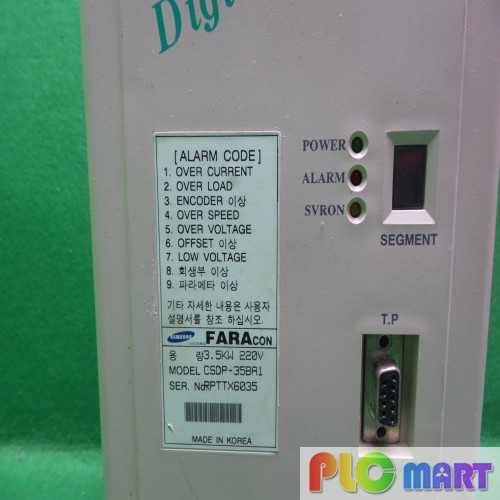 Digi
[ALARM CODE]
1. OVER CURRENT
2. OVER LOAD
3. ENCODER 이상
4. OVER SPEED
5. OVER VOLTAGE
6. OFFSET 이상
7. LOW VOLTAGE
8. 회생부 이상
9. 파라메타 이상
기타 자세한 내용은 사용자
설명서를 참조 하십시오.
SAMSUNG FARACON
용 량 3.5KW 220V
MODEL CSDP-35BA1
SER. No RPTTX6035
MADE IN KOREA
POWER
ALARM
SVRON
SEGMENT
T.P
PLC MART